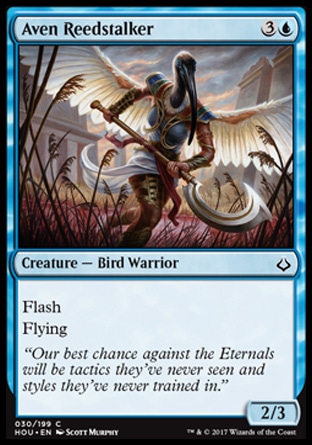 Aven Reedstalker 3
Creature — Bird Warrior
Flash
Flying
"Our best chance against the Eternals
will be tactics they've never seen and
styles they've never trained in."
2/3
030/199 C
HOU • EN Scott Murphy ™ & © 2017 Wizards of the Coast